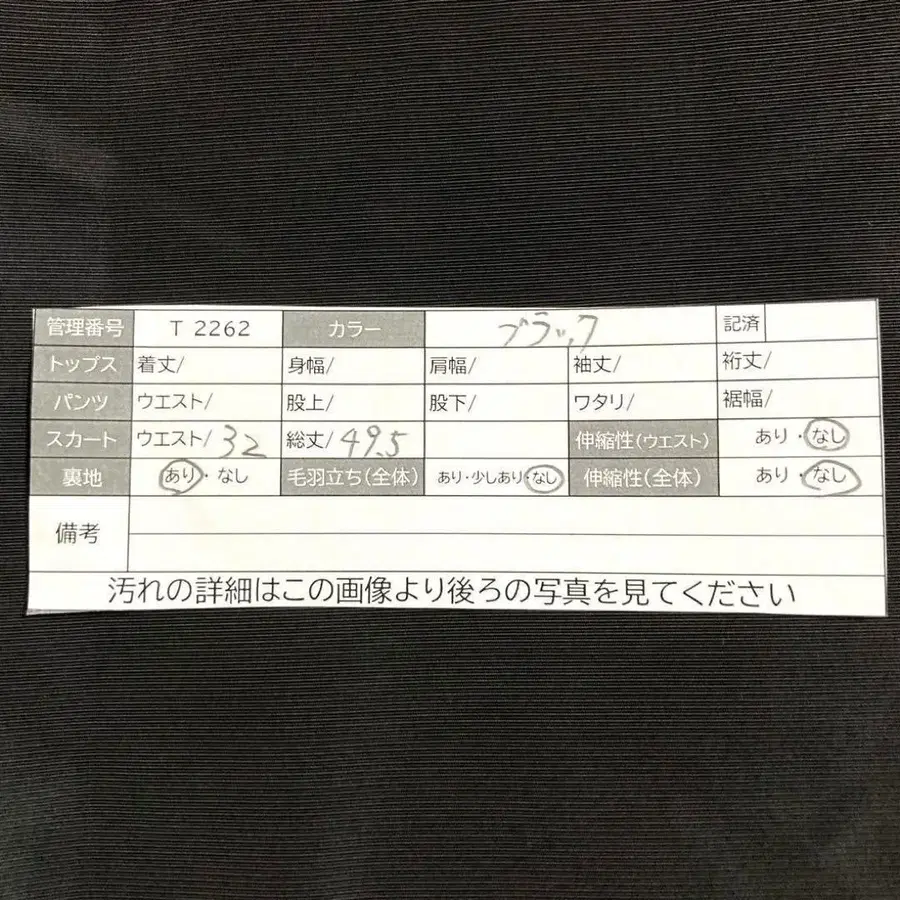 管理番号 T 2262 カラー ブラック 記済
トップス 着丈/ 身幅/ 肩幅/ 袖丈/ 裄丈/
パンツ ウエスト/ 股上/ 股下/ ワタリ/ 裾幅/
スカート ウエスト/32 総丈/49.5 伸縮性(ウエスト) あり・なし
裏地 あり・なし 毛羽立ち(全体) あり・少しあり・なし 伸縮性(全体) あり・なし
備考
汚れの詳細はこの画像より後ろの写真を見てください